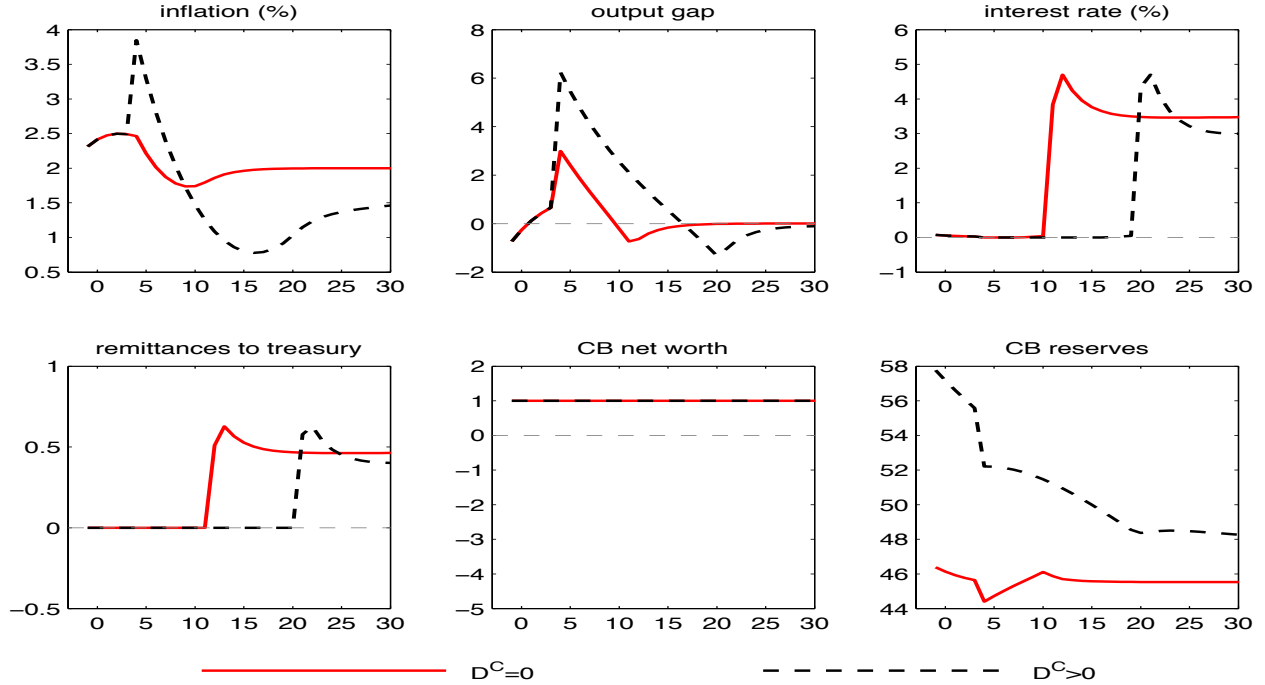 inflation (%) output gap interest rate (%)
4 8 6
3.5 5
3 6 4
2.5 4 3
2 2 2
1.5 1
1 0 0
0.5 −2 −1
0 5 10 15 20 25 30 0 5 10 15 20 25 30 0 5 10 15 20 25 30
remittances to treasury CB net worth CB reserves
1 2 58
1 56
0.5 0 54
−1 52
0 −2 50
−3 48
−4 46
−0.5 −5 44
0 5 10 15 20 25 30 0 5 10 15 20 25 30 0 5 10 15 20 25 30
D^C=0 D^C>0